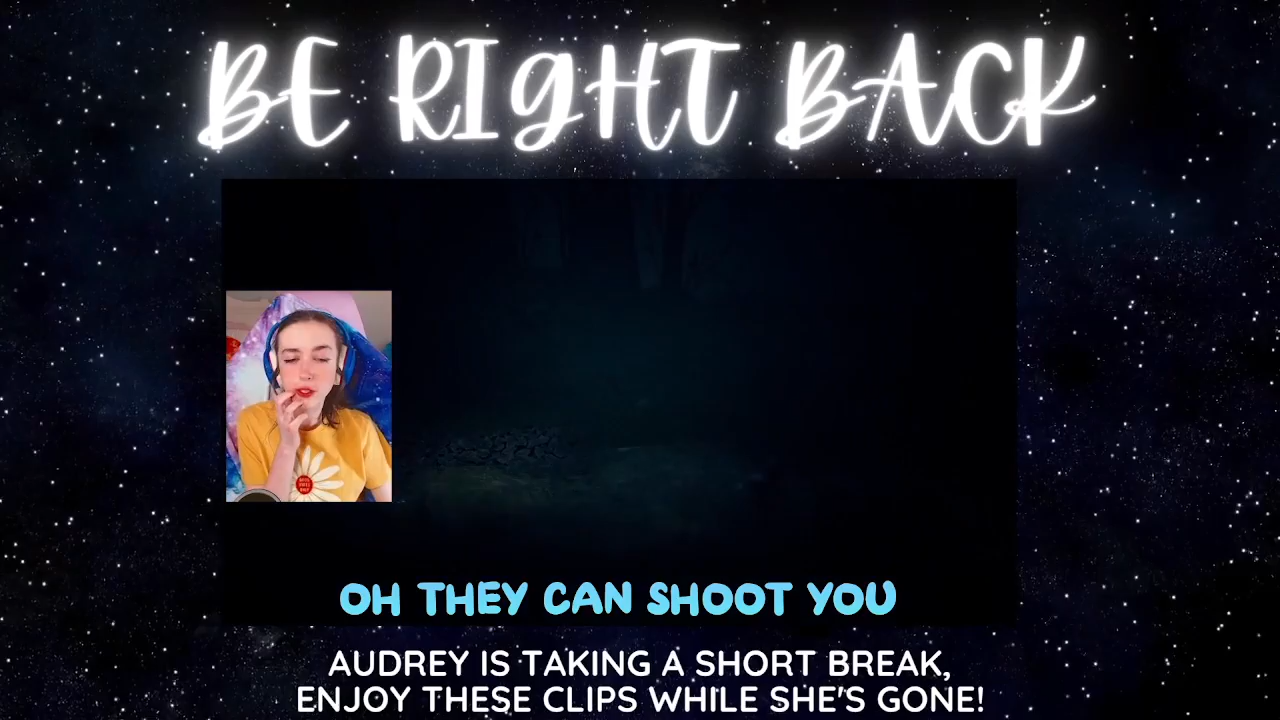 BE RIGHT BACK
OH THEY CAN SHOOT YOU
AUDREY IS TAKING A SHORT BREAK,
ENJOY THESE CLIPS WHILE SHE'S GONE!